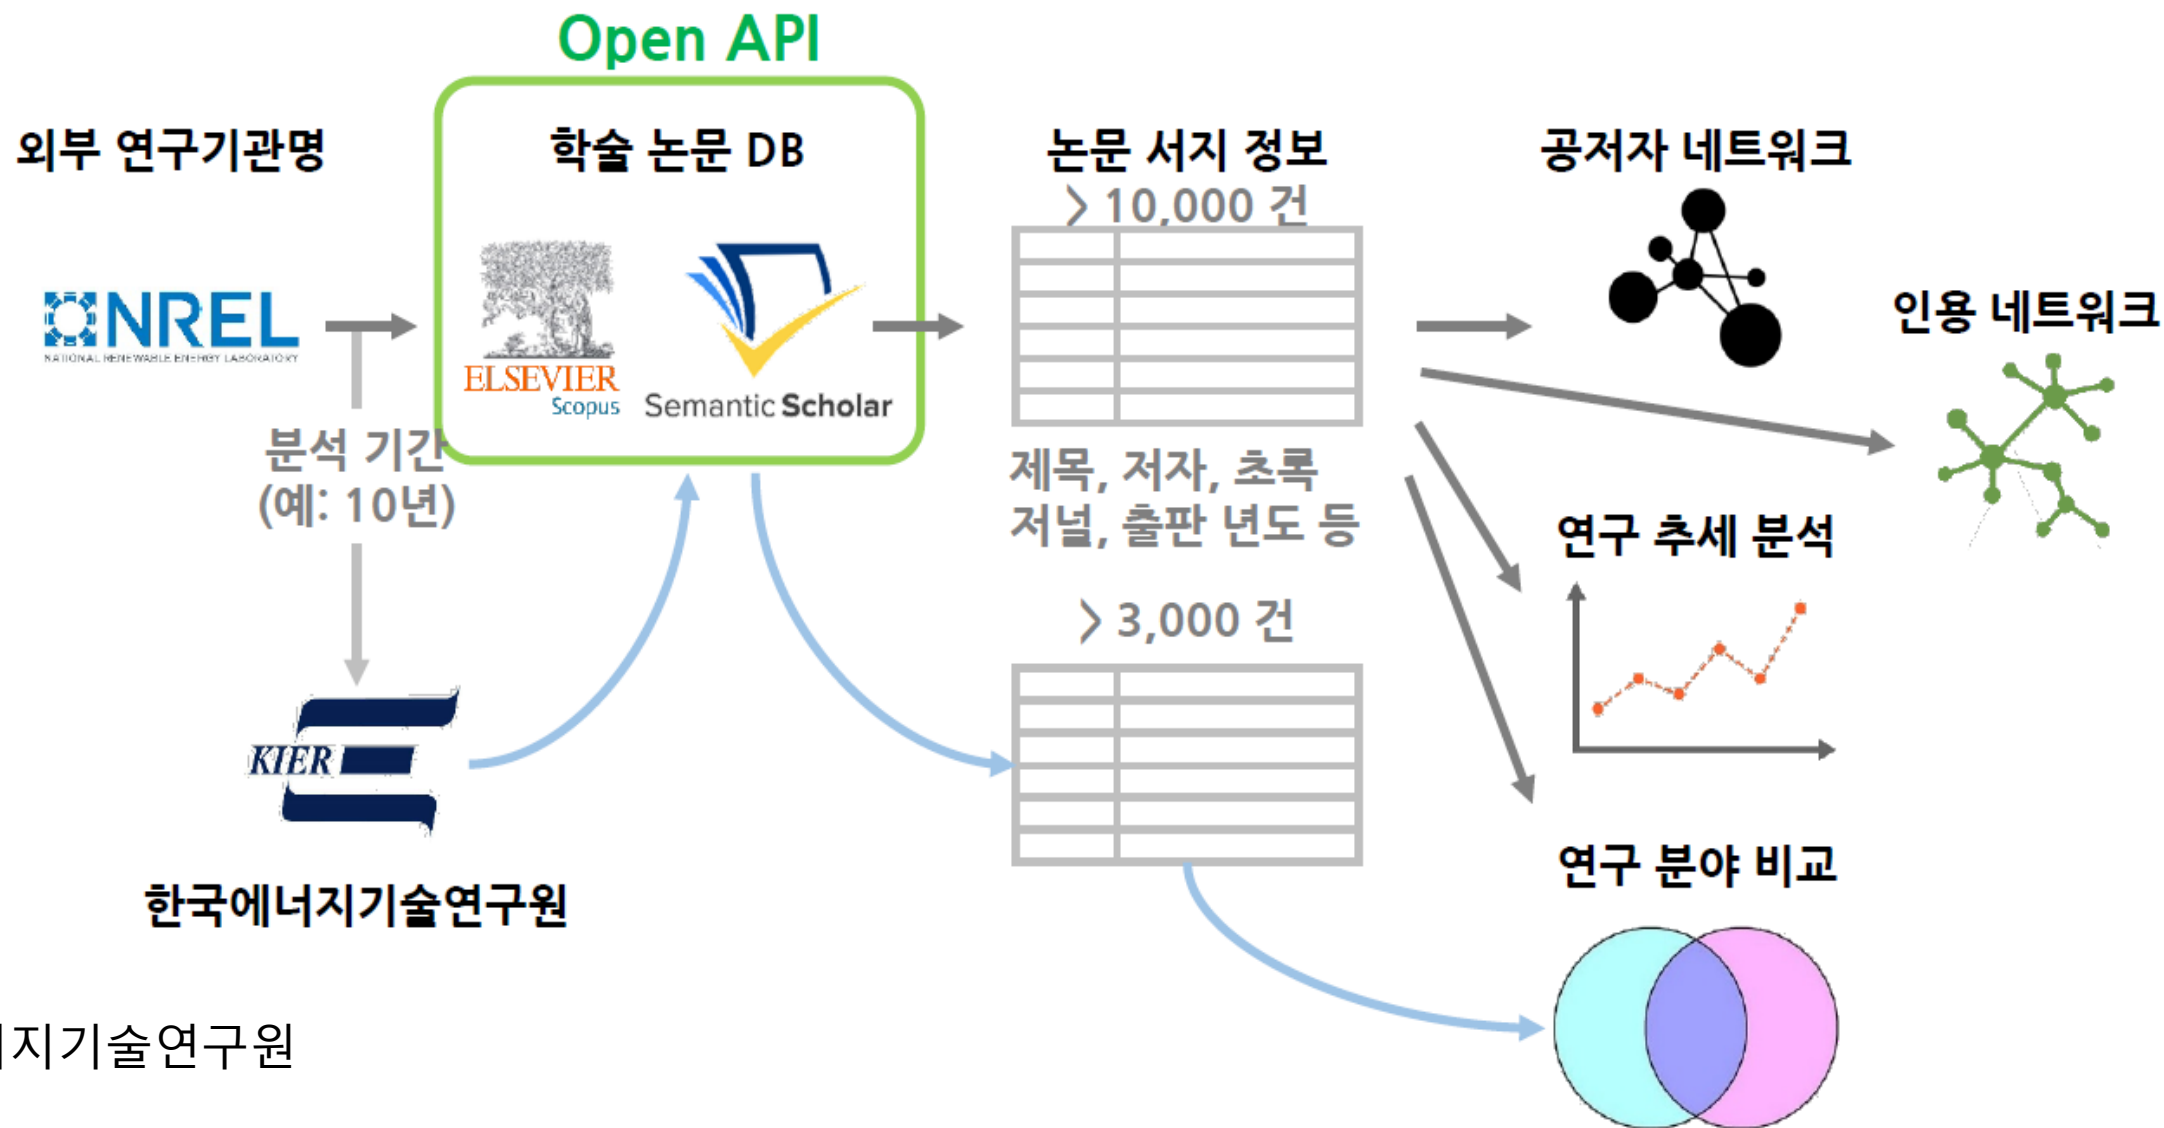 Open API
외부 연구기관명
학술 논문 DB
논문 서지 정보
> 10,000 건
공저자 네트워크
인용 네트워크
NREL
NATIONAL RENEWABLE ENERGY LABORATORY
ELSEVIER
Scopus
Semantic Scholar
분석 기간
(예: 10년)
제목, 저자, 초록
저널, 출판 년도 등
연구 추세 분석
> 3,000 건
KIER
한국에너지기술연구원
연구 분야 비교
지기술연구원